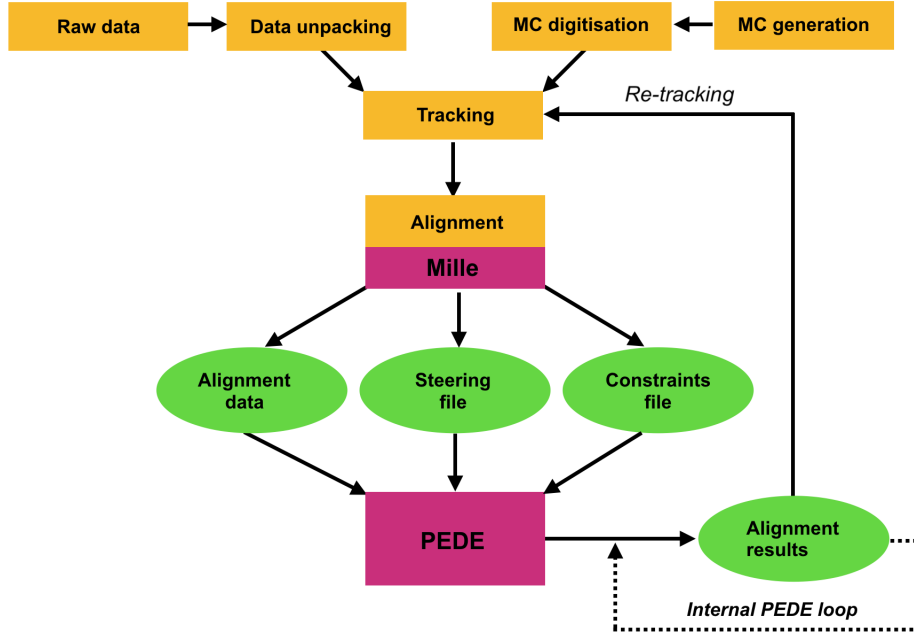 Raw data
Data unpacking
MC digitisation
MC generation
Re-tracking
Tracking
Alignment
Mille
Alignment
data
Steering
file
Constraints
file
PEDE
Alignment
results
Internal PEDE loop